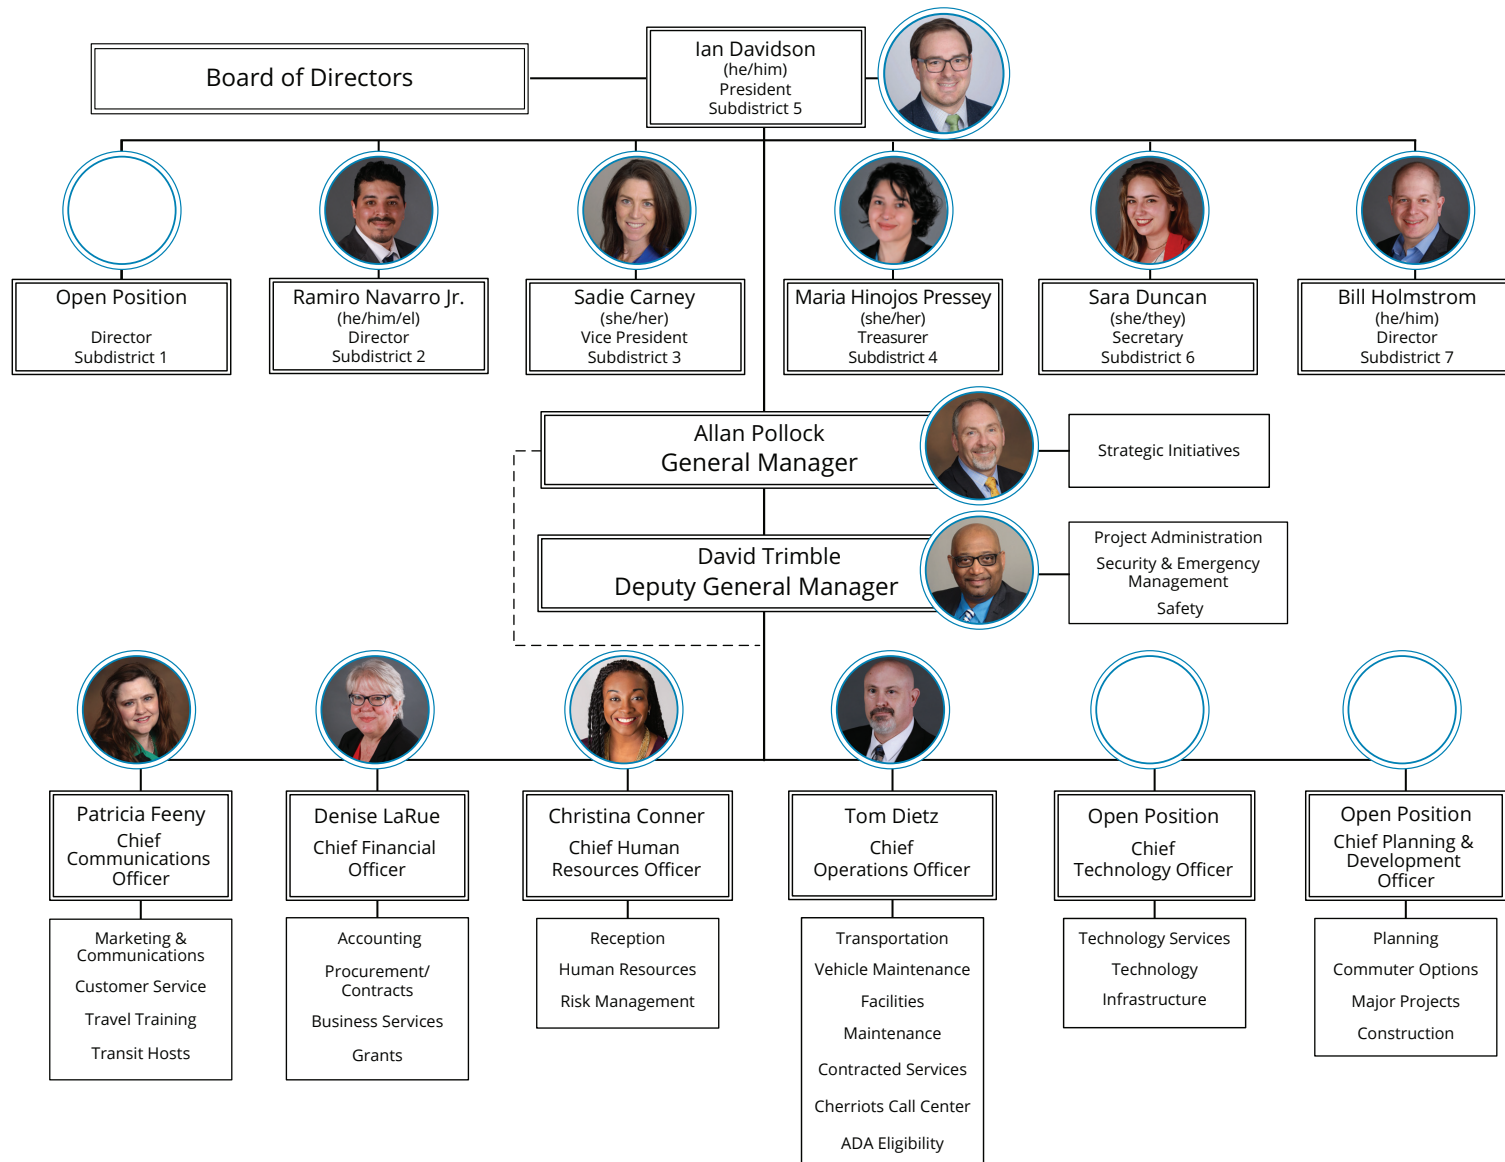 Board of Directors
Ian Davidson
(he/him)
President
Subdistrict 5
Open Position
Director
Subdistrict 1
Ramiro Navarro Jr.
(he/him/el)
Director
Subdistrict 2
Sadie Carney
(she/her)
Vice President
Subdistrict 3
Maria Hinojos Pressey
(she/her)
Treasurer
Subdistrict 4
Sara Duncan
(she/they)
Secretary
Subdistrict 6
Bill Holmstrom
(he/him)
Director
Subdistrict 7
Allan Pollock
General Manager
Strategic Initiatives
David Trimble
Deputy General Manager
Project Administration
Security & Emergency
Management
Safety
Patricia Feeny
Chief
Communications
Officer
Marketing &
Communications
Customer Service
Travel Training
Transit Hosts
Denise LaRue
Chief Financial
Officer
Accounting
Procurement/
Contracts
Business Services
Grants
Christina Conner
Chief Human
Resources Officer
Reception
Human Resources
Risk Management
Tom Dietz
Chief
Operations Officer
Transportation
Vehicle Maintenance
Facilities
Maintenance
Contracted Services
Cherriots Call Center
ADA Eligibility
Open Position
Chief
Technology Officer
Technology Services
Technology
Infrastructure
Open Position
Chief Planning &
Development
Officer
Planning
Commuter Options
Major Projects
Construction